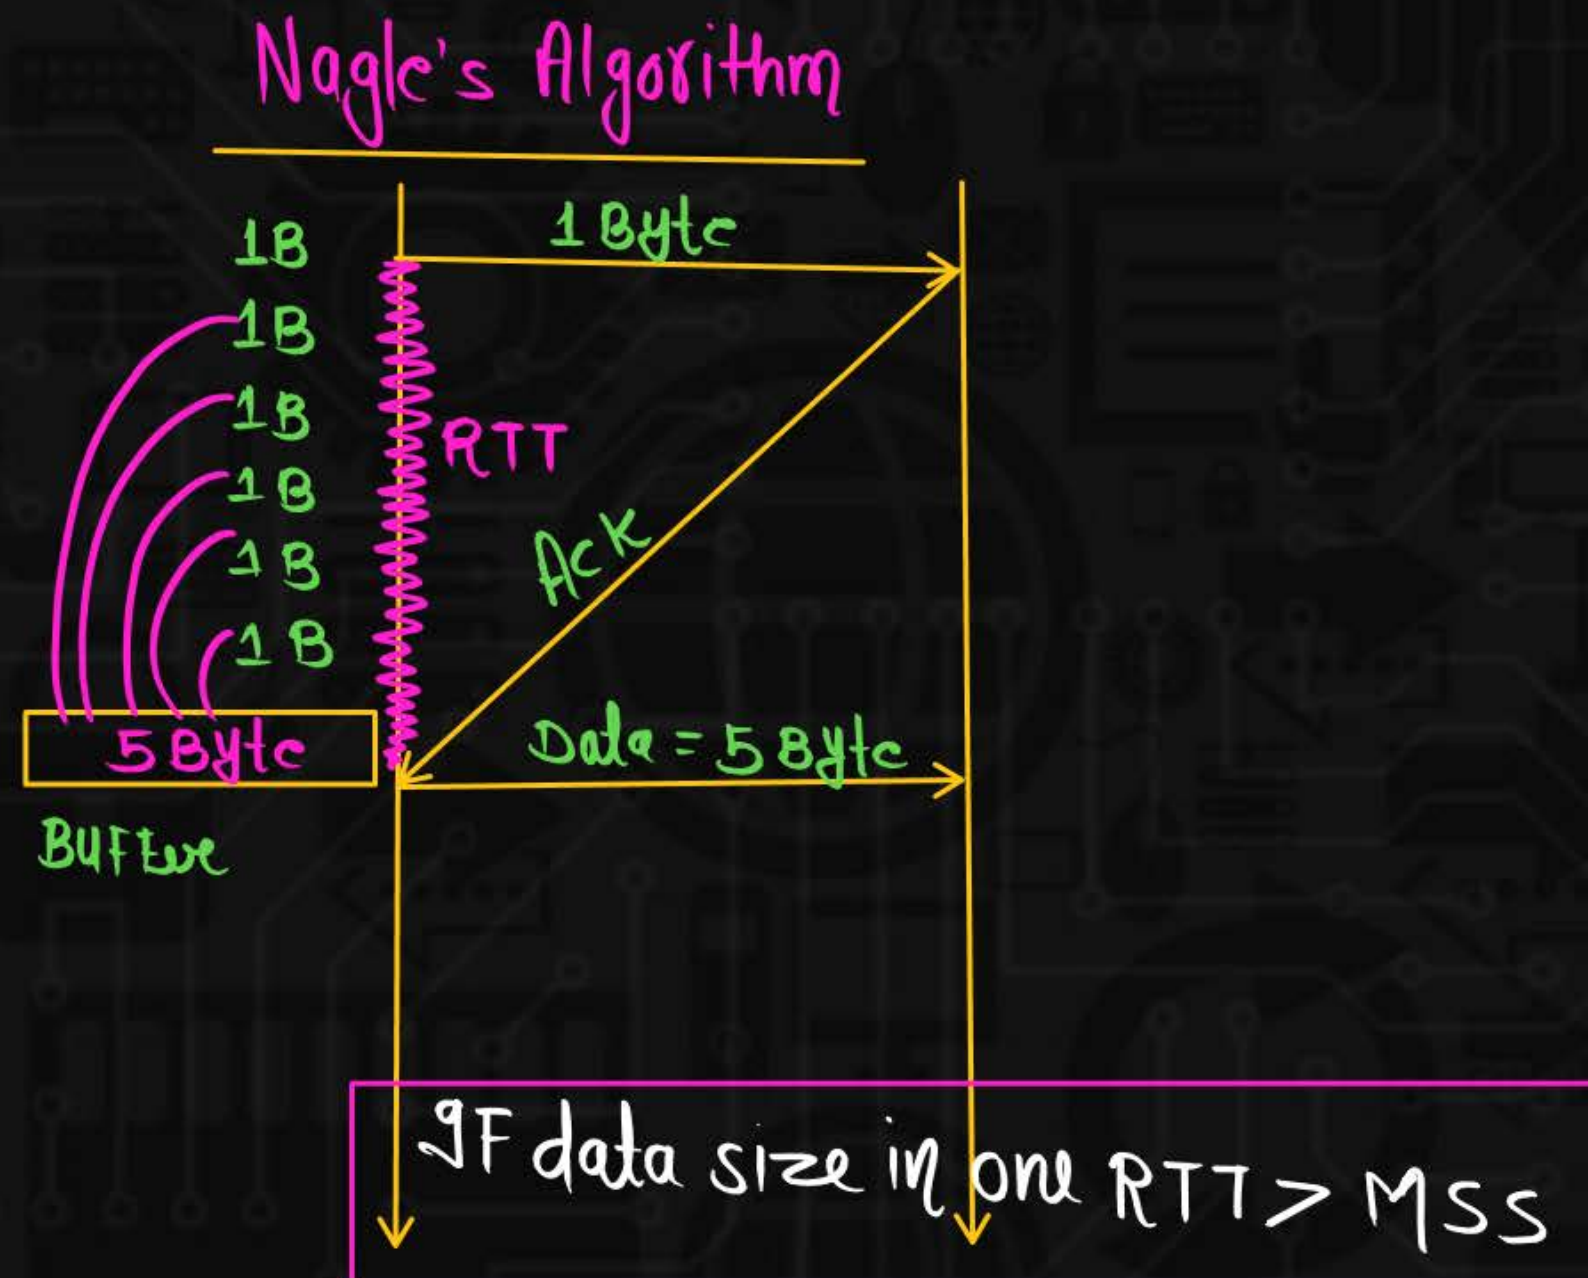 Nagle's Algorithm
1B
1 Byte
1B
1B
RTT
1B
Ack
1B
1B
5 Byte
Data = 5 Byte
Buffer
IF data size in one RTT > MSS